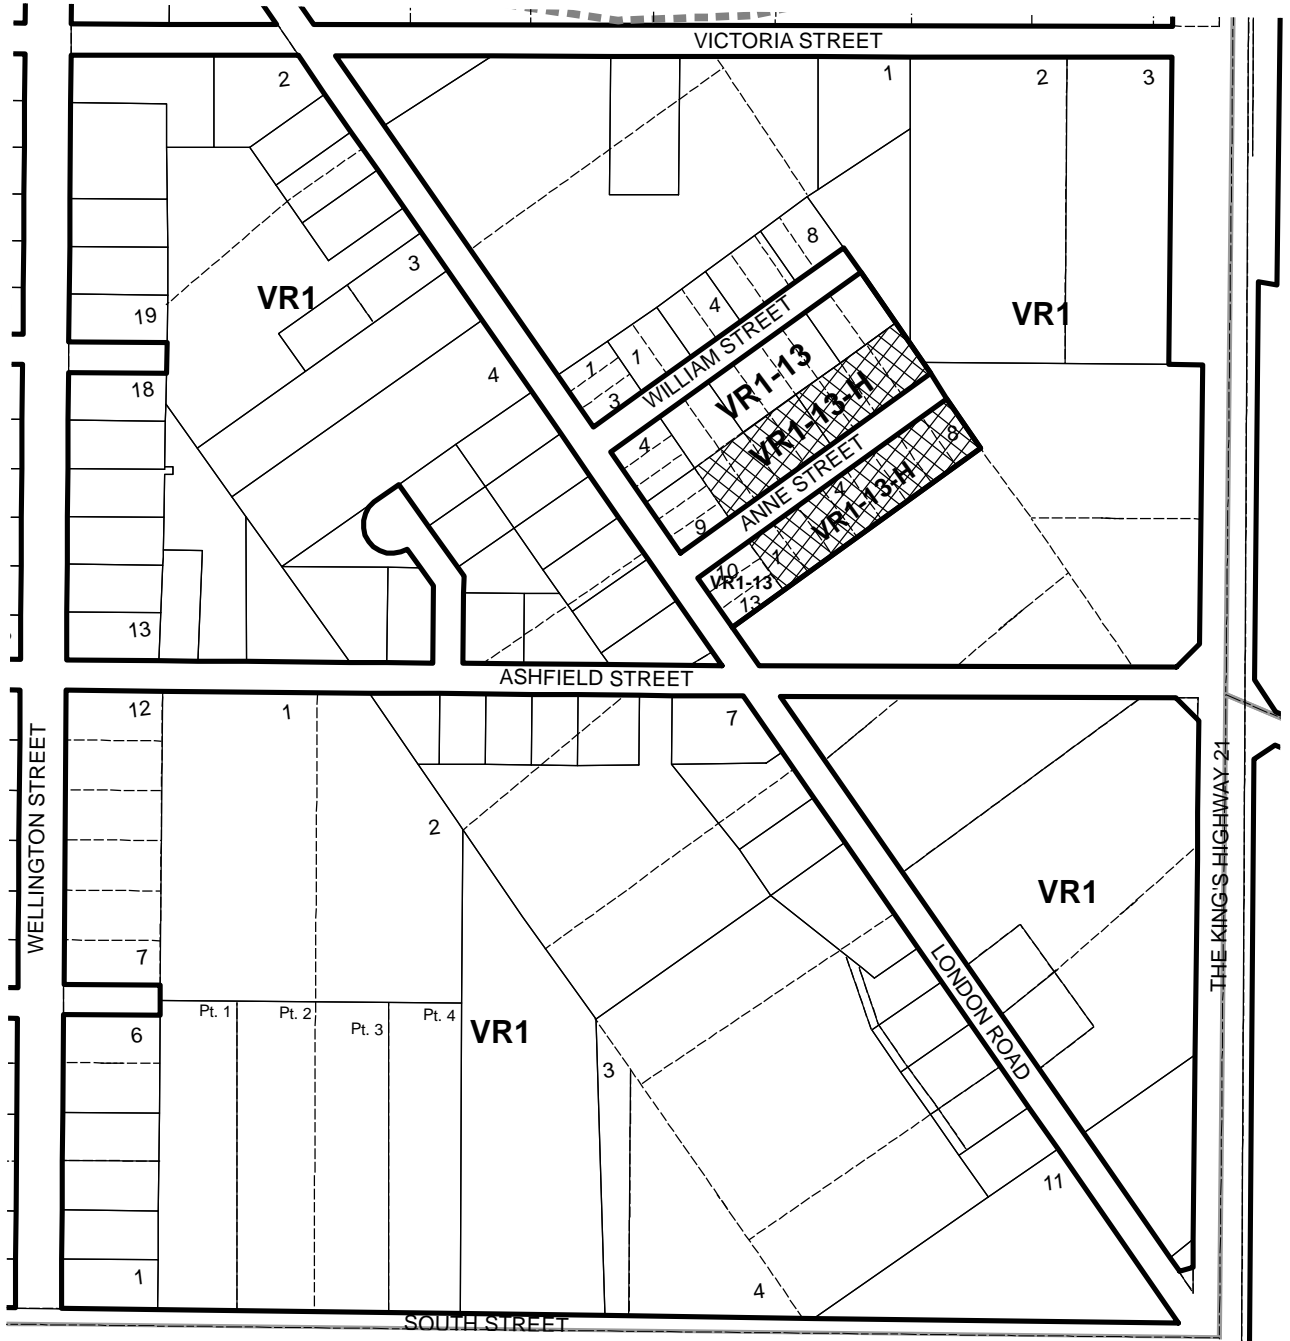 VICTORIA STREET
2
1
2
3
8
3
VR1
19
4
VR1
WILLIAM STREET
1
1
3
VR1-13
4
18
VR1-13-H
4
8
ANNE STREET
9
4
VR1-13-H
1
10
VR1-13
13
13
ASHFIELD STREET
12
1
7
WELLINGTON STREET
THE KING'S HIGHWAY 21
2
VR1
7
LONDON ROAD
Pt. 1
Pt. 2
Pt. 3
Pt. 4
VR1
6
3
11
1
4
SOUTH STREET